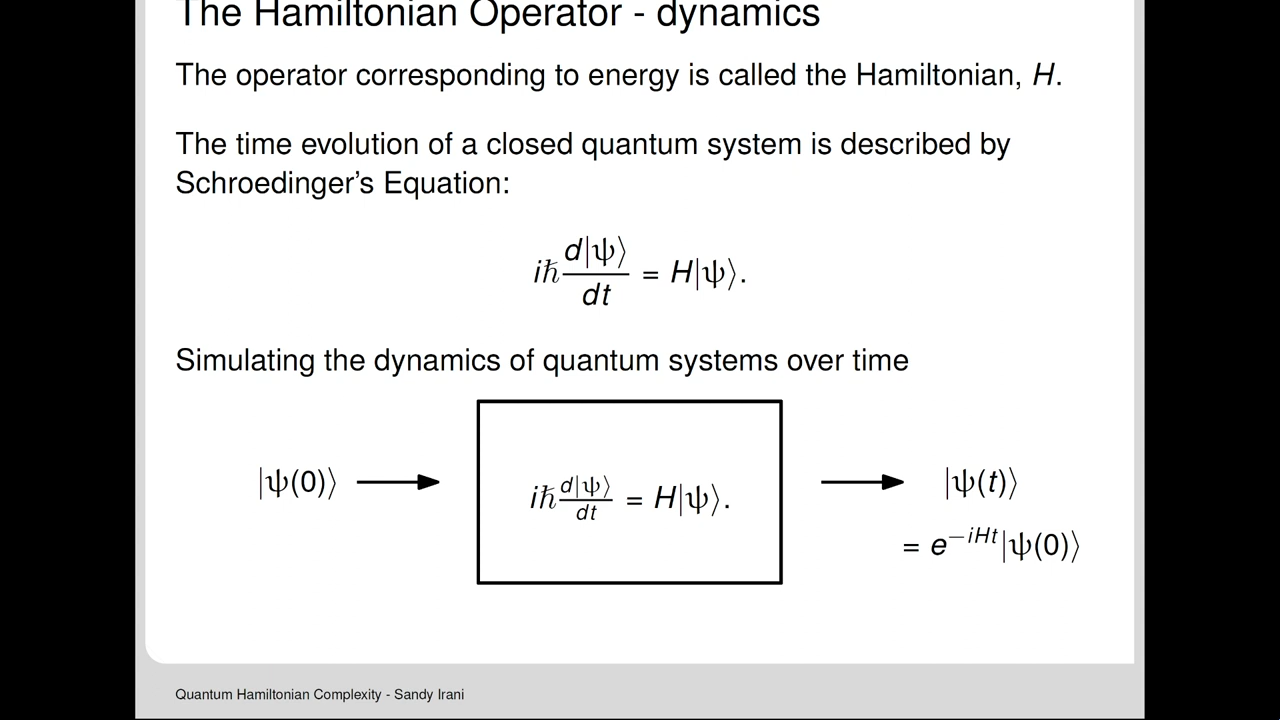 The Hamiltonian Operator - dynamics
The operator corresponding to energy is called the Hamiltonian, H.
The time evolution of a closed quantum system is described by
Schroedinger's Equation:
iℏ d|ψ⟩/dt = H|ψ⟩.
Simulating the dynamics of quantum systems over time
|ψ(0)⟩ → iℏ d|ψ⟩/dt = H|ψ⟩. → |ψ(t)⟩
= e^{−iHt}|ψ(0)⟩
Quantum Hamiltonian Complexity - Sandy Irani